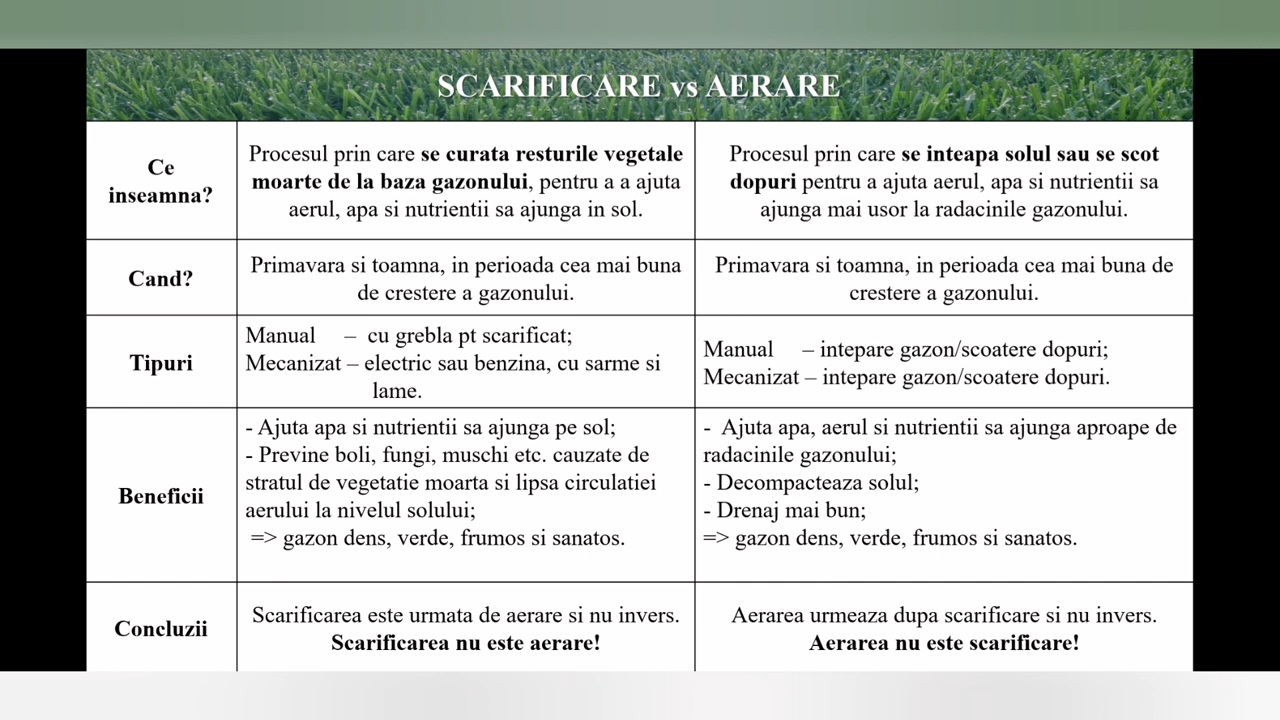 SCARIFICARE vs AERARE
Ce
inseamna?
Procesul prin care se curata resturile vegetale
moarte de la baza gazonului, pentru a a ajuta
aerul, apa si nutrientii sa ajunga in sol.
Procesul prin care se inteapa solul sau se scot
dopuri pentru a ajuta aerul, apa si nutrientii sa
ajunga mai usor la radacinile gazonului.
Cand?
Primavara si toamna, in perioada cea mai buna
de crestere a gazonului.
Primavara si toamna, in perioada cea mai buna de
crestere a gazonului.
Tipuri
Manual – cu grebla pt scarificat;
Mecanizat – electric sau benzina, cu sarme si
lame.
Manual – intepare gazon/scoatere dopuri;
Mecanizat – intepare gazon/scoatere dopuri.
Beneficii
- Ajuta apa si nutrientii sa ajunga pe sol;
- Previne boli, fungi, muschi etc. cauzate de
stratul de vegetatie moarta si lipsa circulatiei
aerului la nivelul solului;
=> gazon dens, verde, frumos si sanatos.
- Ajuta apa, aerul si nutrientii sa ajunga aproape de
radacinile gazonului;
- Decompacteaza solul;
- Drenaj mai bun;
=> gazon dens, verde, frumos si sanatos.
Concluzii
Scarificarea este urmata de aerare si nu invers.
Scarificarea nu este aerare!
Aerarea urmeaza dupa scarificare si nu invers.
Aerarea nu este scarificare!